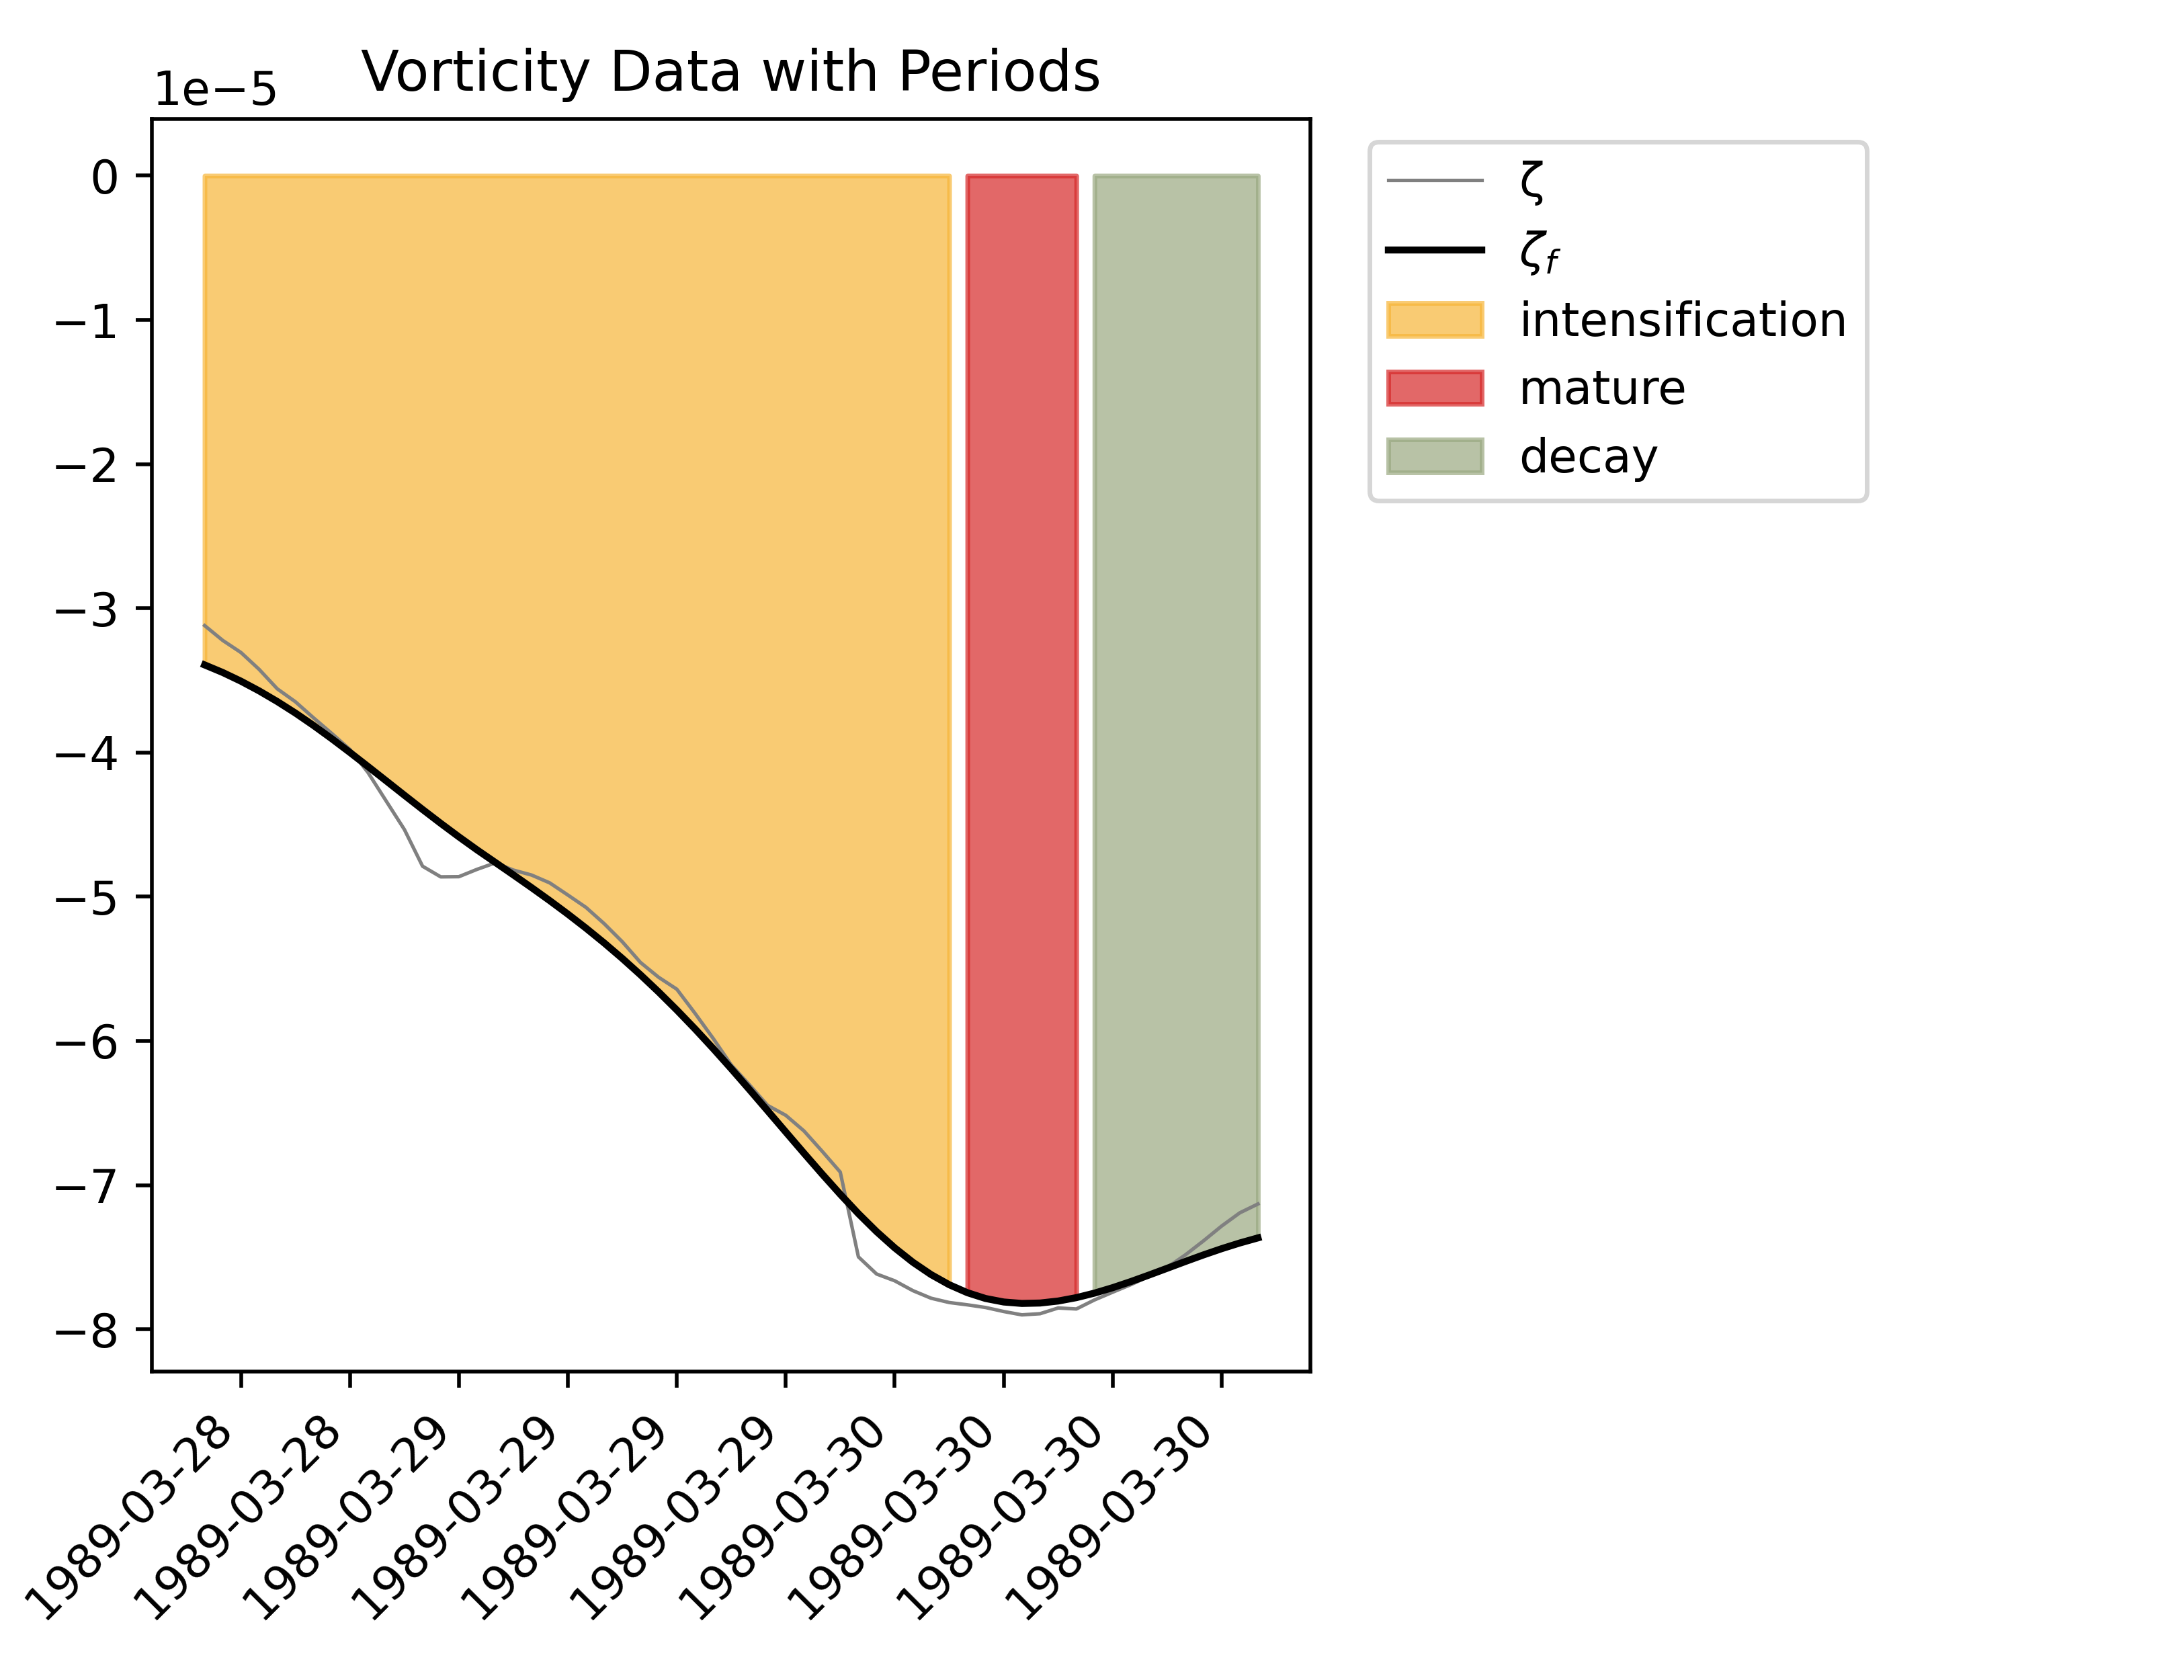 Vorticity Data with Periods
1e−5
0
−1
−2
−3
−4
−5
−6
−7
−8
1989-03-28
1989-03-28
1989-03-29
1989-03-29
1989-03-29
1989-03-29
1989-03-30
1989-03-30
1989-03-30
1989-03-30
ζ
ζf
intensification
mature
decay